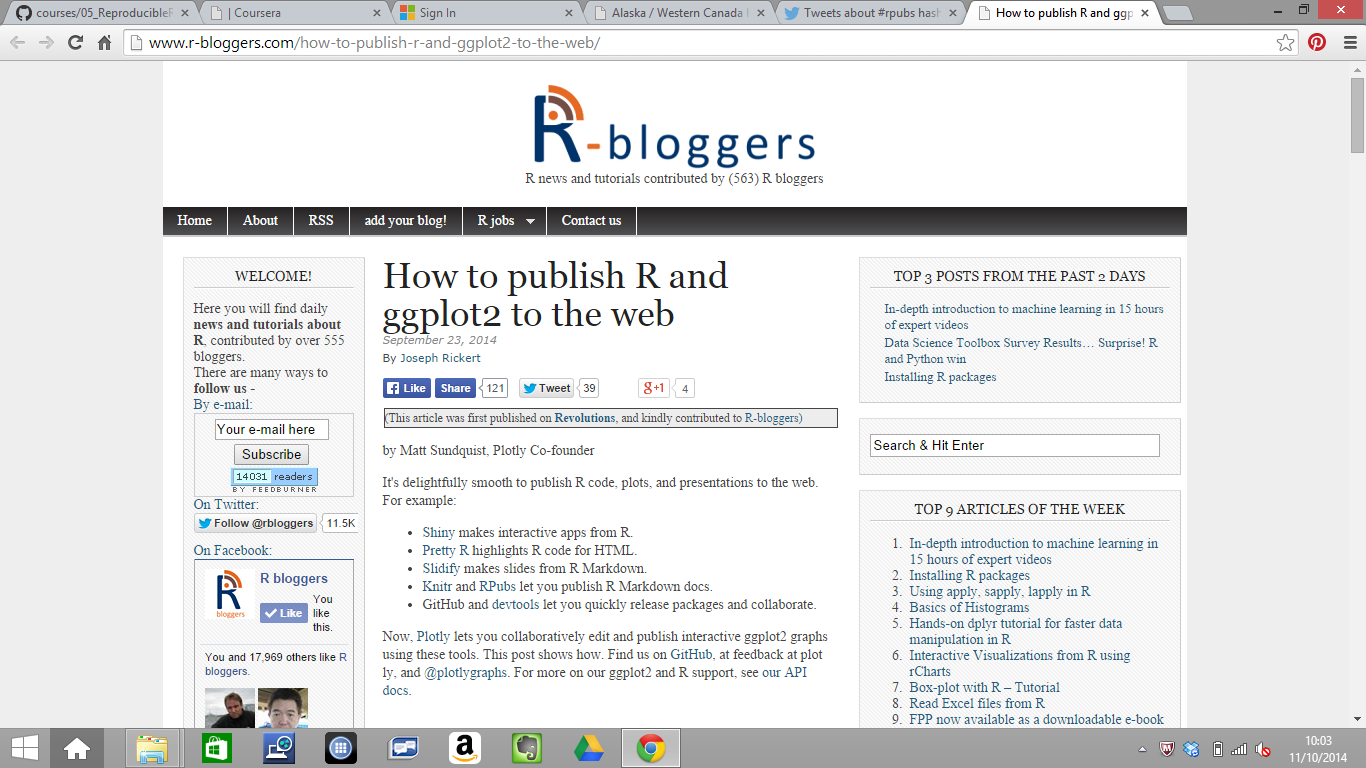 courses/05_ReproducibleR
| Coursera
Sign In
Alaska / Western Canada
Tweets about #rpubs hash
How to publish R and ggp
www.r-bloggers.com/how-to-publish-r-and-ggplot2-to-the-web/
R-bloggers
R news and tutorials contributed by (563) R bloggers
Home About RSS add your blog! R jobs Contact us
WELCOME!
Here you will find daily
news and tutorials about
R, contributed by over 555
bloggers.
There are many ways to
follow us -
By e-mail:
Your e-mail here
Subscribe
14031 readers
BY FEEDBURNER
On Twitter:
Follow @rbloggers 11.5K
On Facebook:
R bloggers
bloggers
Like
You
like
this.
You and 17,969 others like R
bloggers.
How to publish R and
ggplot2 to the web
September 23, 2014
By Joseph Rickert
Like Share 121 Tweet 39 g+1 4
(This article was first published on Revolutions, and kindly contributed to R-bloggers)
by Matt Sundquist, Plotly Co-founder
It's delightfully smooth to publish R code, plots, and presentations to the web.
For example:
• Shiny makes interactive apps from R.
• Pretty R highlights R code for HTML.
• Slidify makes slides from R Markdown.
• Knitr and RPubs let you publish R Markdown docs.
• GitHub and devtools let you quickly release packages and collaborate.
Now, Plotly lets you collaboratively edit and publish interactive ggplot2 graphs
using these tools. This post shows how. Find us on GitHub, at feedback at plot
ly, and @plotlygraphs. For more on our ggplot2 and R support, see our API
docs.
TOP 3 POSTS FROM THE PAST 2 DAYS
In-depth introduction to machine learning in 15 hours
of expert videos
Data Science Toolbox Survey Results… Surprise! R
and Python win
Installing R packages
Search & Hit Enter
TOP 9 ARTICLES OF THE WEEK
1. In-depth introduction to machine learning in
15 hours of expert videos
2. Installing R packages
3. Using apply, sapply, lapply in R
4. Basics of Histograms
5. Hands-on dplyr tutorial for faster data
manipulation in R
6. Interactive Visualizations from R using
rCharts
7. Box-plot with R – Tutorial
8. Read Excel files from R
9. FPP now available as a downloadable e-book
10:03
11/10/2014